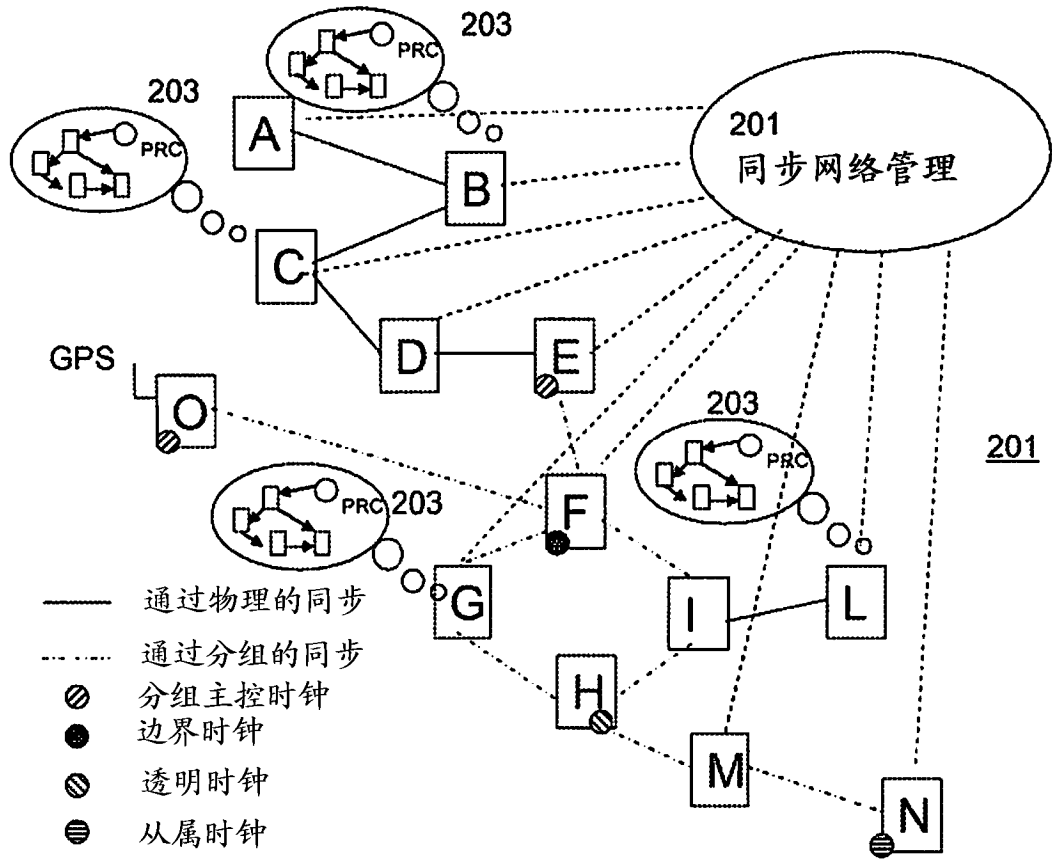 203
PRC
203
PRC
A
B
C
201
同步网络管理
D
E
GPS
O
203
PRC
201
203
PRC
F
G
I
L
H
M
N
通过物理的同步
通过分组的同步
分组主控时钟
边界时钟
透明时钟
从属时钟